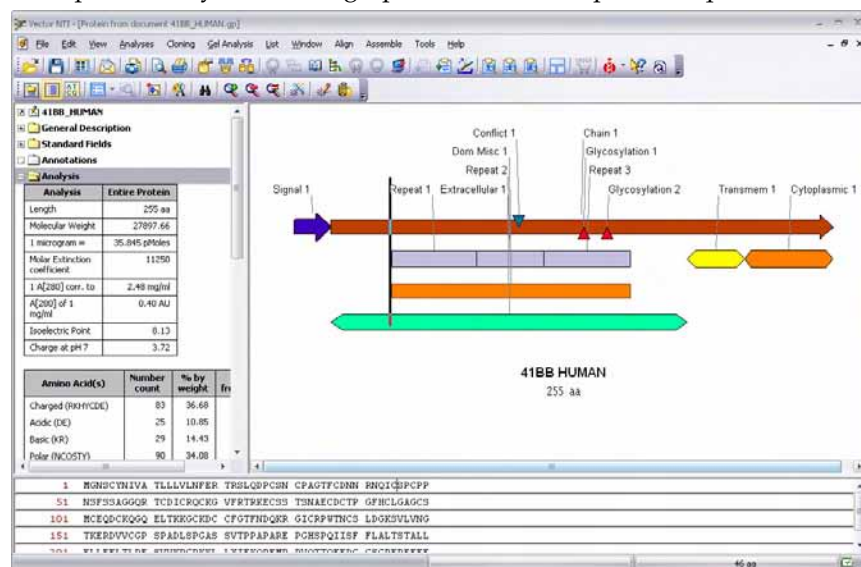 Vector NTI - [Protein from document 41BB_HUMAN.gp]
File Edit View Analyses Cloning Gel Analysis List Window Align Assemble Tools Help
41BB_HUMAN
General Description
Standard Fields
Annotations
Analysis
Analysis Entire Protein
Length 255 aa
Molecular Weight 27897.66
1 microgram = 35.845 pMoles
Molar Extinction coefficient 11250
1 A[280] corr. to 2.48 mg/ml
A[280] of 1 mg/ml 0.40 AU
Isoelectric Point 8.13
Charge at pH 7 3.72
Amino Acid(s) Number count % by weight
Charged (RKHYCDE) 83 36.68
Acidic (DE) 25 10.85
Basic (KR) 29 14.43
Polar (NCQSTY) 90 34.08
Conflict 1 Chain 1
Dom Misc 1 Glycosylation 1
Repeat 2 Repeat 3
Signal 1 Repeat 1 Extracellular 1 Glycosylation 2 Transmem 1 Cytoplasmic 1
41BB HUMAN
255 aa
1 MGNSCYNIVA TLLLVLNFER TRSLQDPCSN CPAGTFCDNN RNQICSPCPP
51 NSFSSAGGQR TCDICRQCKG VFRTRKECSS TSNAECDCTP GFHCLGAGCS
101 MCEQDCKQGQ ELTKKGCKDC CFGTFNDQKR GICRPWTNCS LDGKSVLVNG
151 TKERDVVCGP SPADLSPGAS SVTPPAPARE PGHSPQIISF FLALTSTALL
46 aa